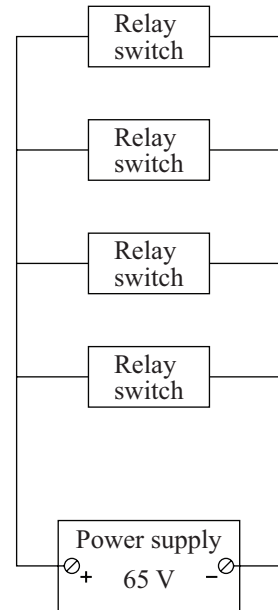 Relay
switch
Relay
switch
Relay
switch
Relay
switch
Power supply
+ 65 V −